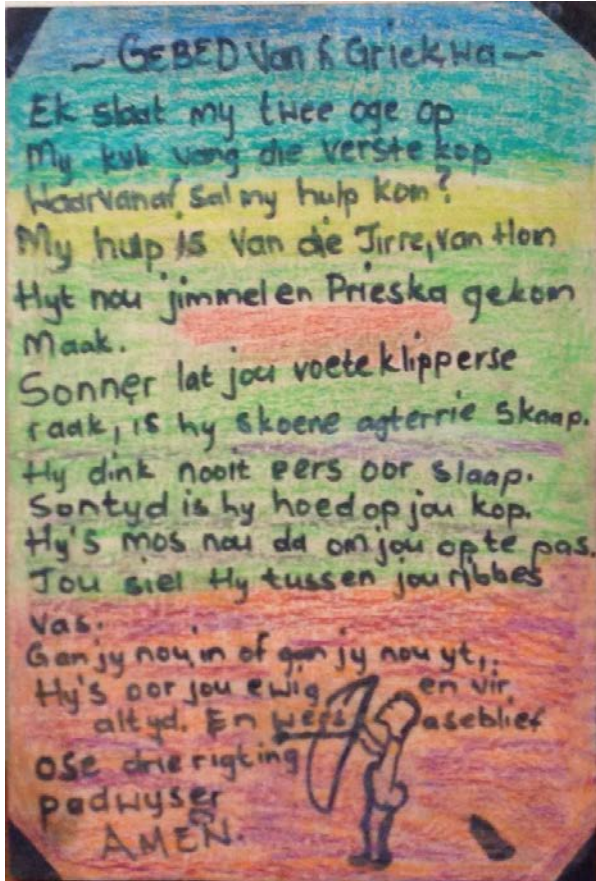 ~ GEBED Van 'n Griekwa ~
Ek slaat my twee oge op
My kyk vang die verste kop
Waarvanaf sal my hulp kom?
My hulp is van die Jirre, van Hom
Hyt nou jimmel en Prieska gekom
Maak.
Sonner lat jou voete klipperse
raak, is hy skoene agterrie skaap.
Hy dink nooit eers oor slaap.
Sontyd is hy hoed op jou kop.
Hy's mos nou da om jou op te pas.
Jou siel Hy tussen jou ribbes
vas.
Gan jy nou, in of gan jy nou yt,
Hy's oor jou ewig en vir
altyd. En wees aseblief
ose drie rigting
padwyser
AMEN.